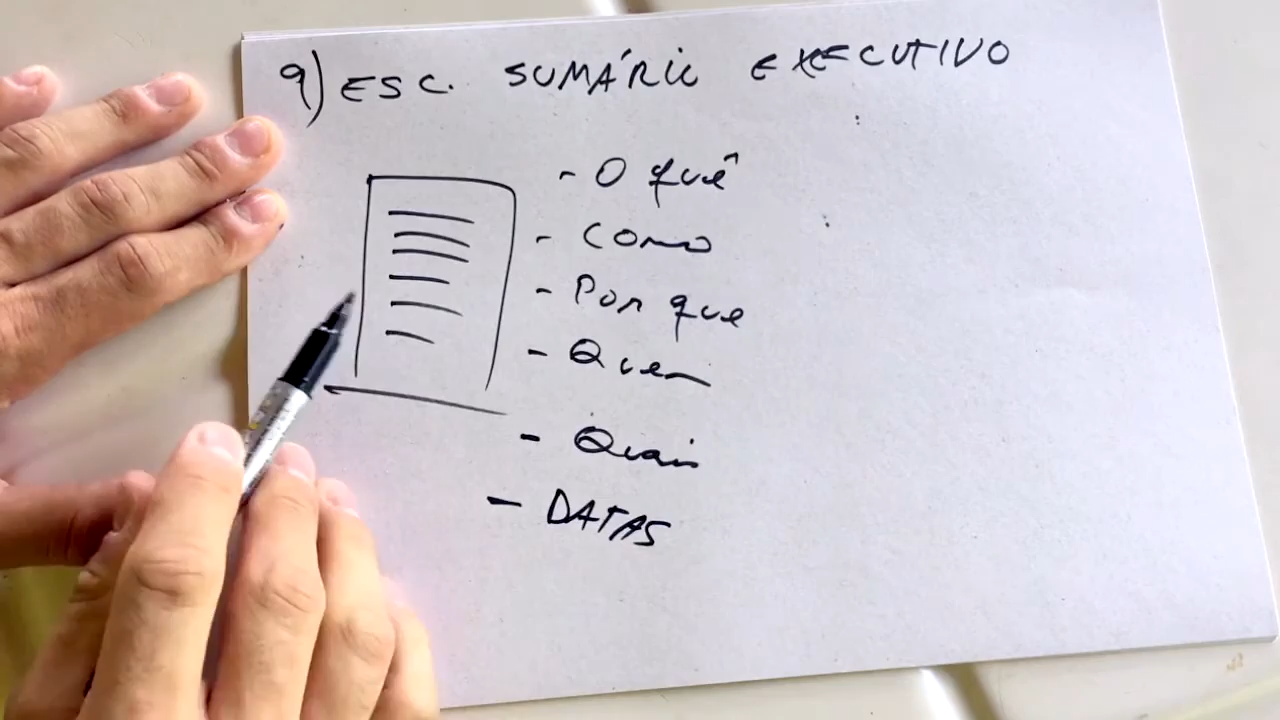 9) ESC. SUMÁRIO EXECUTIVO
- O quê
- Como
- Por que
- Quem
- Quais
- DATAS